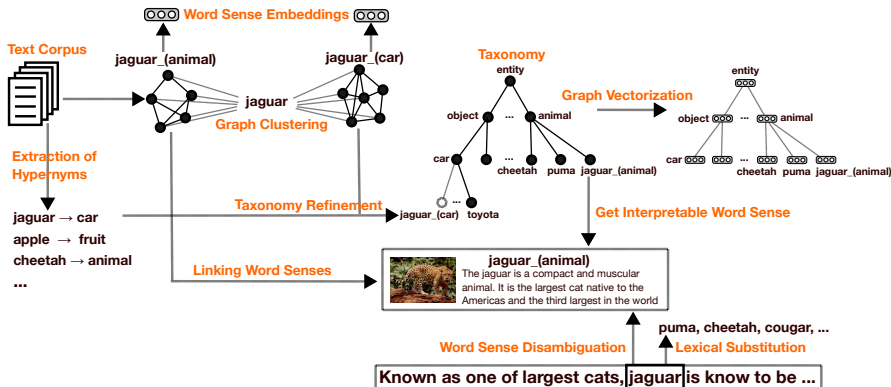 Word Sense Embeddings
Text Corpus
jaguar_(animal)
jaguar_(car)
jaguar
Graph Clustering
Taxonomy
entity
object
...
animal
car
...
cheetah
puma
jaguar_(animal)
jaguar_(car)
...
toyota
Graph Vectorization
entity
object
...
animal
car
...
cheetah
puma
jaguar_(animal)
Extraction of
Hypernyms
jaguar → car
apple → fruit
cheetah → animal
...
Taxonomy Refinement
Get Interpretable Word Sense
Linking Word Senses
jaguar_(animal)
The jaguar is a compact and muscular
animal. It is the largest cat native to the
Americas and the third largest in the world
puma, cheetah, cougar, ...
Word Sense Disambiguation
Lexical Substitution
Known as one of largest cats, jaguar is know to be ...